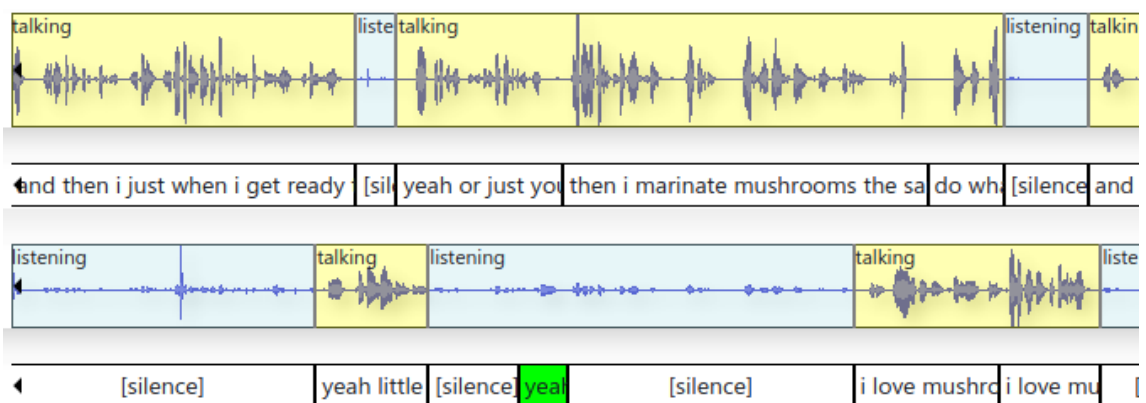 talking liste talking listening talkin
and then i just when i get ready [sil yeah or just you then i marinate mushrooms the sa do wha [silence and
listening talking listening talking liste
[silence] yeah little [silence] yeah [silence] i love mushro i love mu [